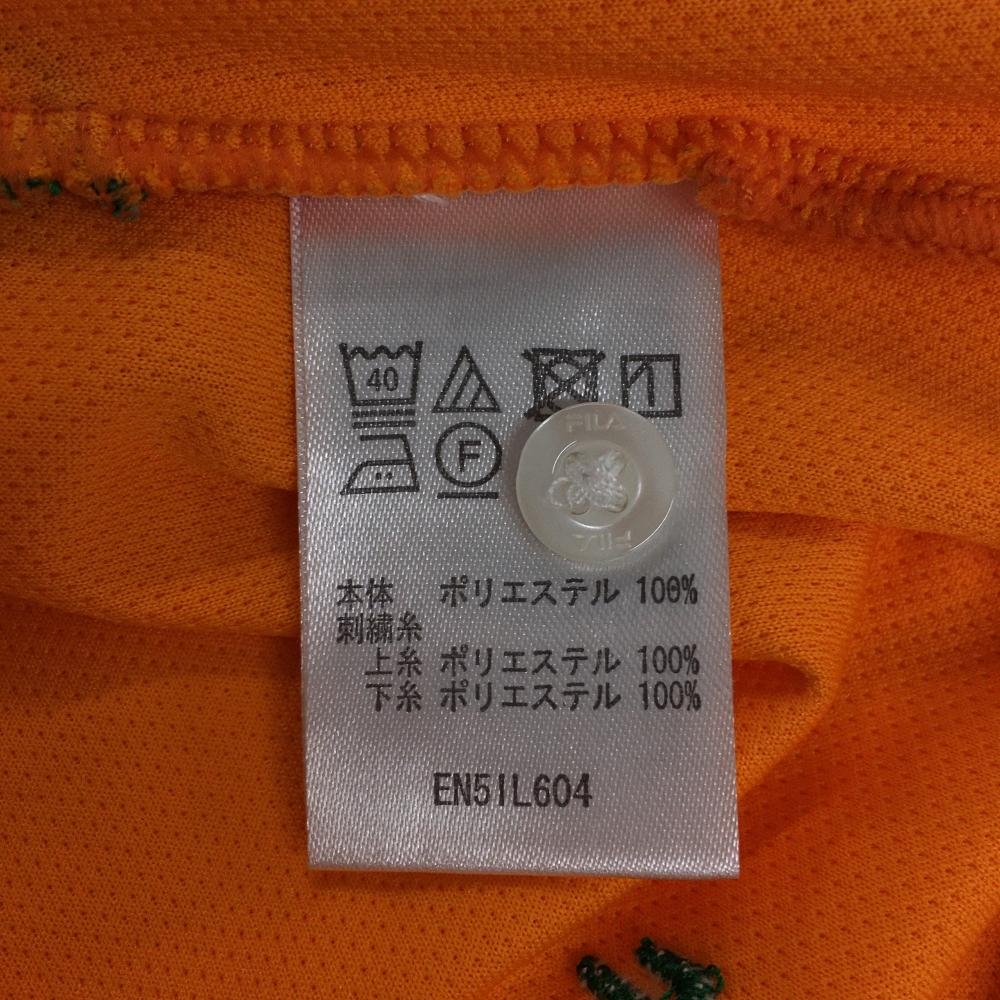 40
F
FILA
FILA
本体 ポリエステル 100%
刺繍糸
上糸 ポリエステル 100%
下糸 ポリエステル 100%
EN5IL604